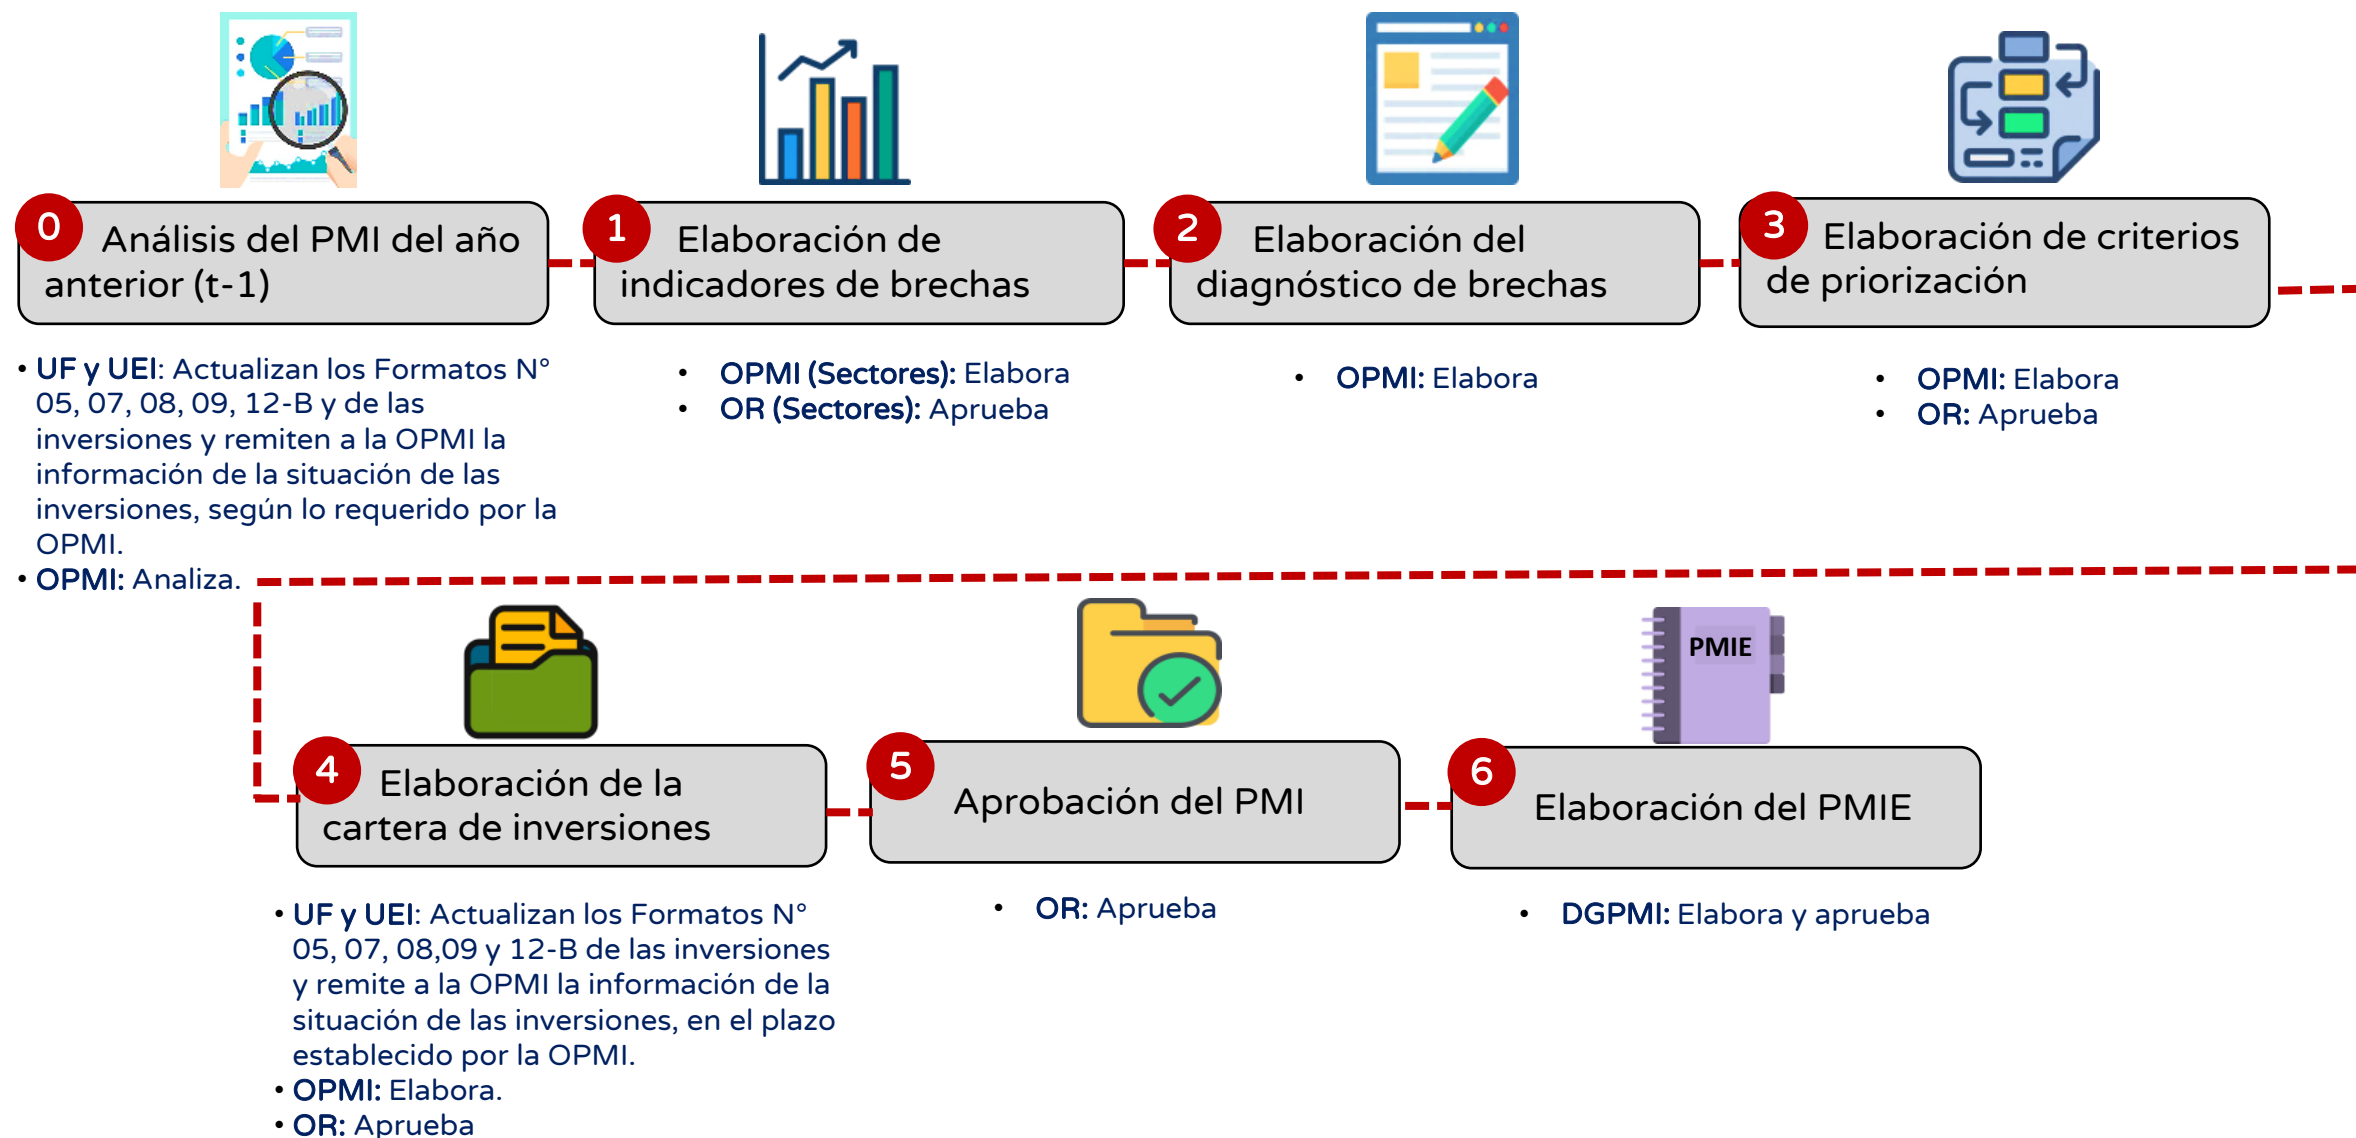 0
Análisis del PMI del año
anterior (t-1)
• UF y UEI: Actualizan los Formatos N°
05, 07, 08, 09, 12-B y de las
inversiones y remiten a la OPMI la
información de la situación de las
inversiones, según lo requerido por la
OPMI.
• OPMI: Analiza.
1
Elaboración de
indicadores de brechas
• OPMI (Sectores): Elabora
• OR (Sectores): Aprueba
2
Elaboración del
diagnóstico de brechas
• OPMI: Elabora
3
Elaboración de criterios
de priorización
• OPMI: Elabora
• OR: Aprueba
4
Elaboración de la
cartera de inversiones
• UF y UEI: Actualizan los Formatos N°
05, 07, 08,09 y 12-B de las inversiones
y remite a la OPMI la información de la
situación de las inversiones, en el plazo
establecido por la OPMI.
• OPMI: Elabora.
• OR: Aprueba
5
Aprobación del PMI
• OR: Aprueba
PMIE
6
Elaboración del PMIE
• DGPMI: Elabora y aprueba